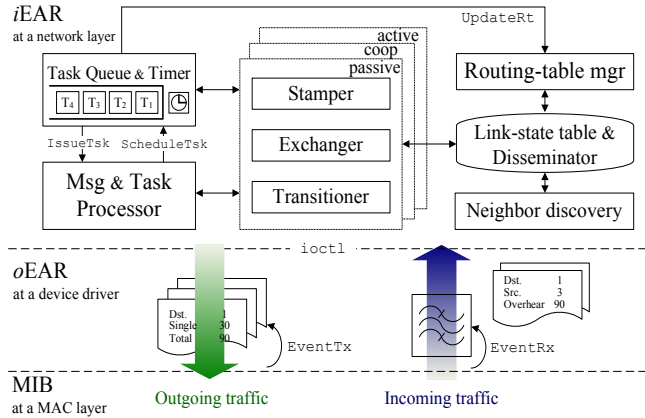 iEAR
at a network layer
UpdateRt
Task Queue & Timer
T4 T3 T2 T1
IssueTsk ScheduleTsk
Msg & Task
Processor
active
coop
passive
Stamper
Exchanger
Transitioner
Routing-table mgr
Link-state table &
Disseminator
Neighbor discovery
ioctl
oEAR
at a device driver
Dst. 1
Single 30
Total 90
EventTx
Dst. 1
Src. 3
Overhear 90
EventRx
MIB
at a MAC layer
Outgoing traffic
Incoming traffic